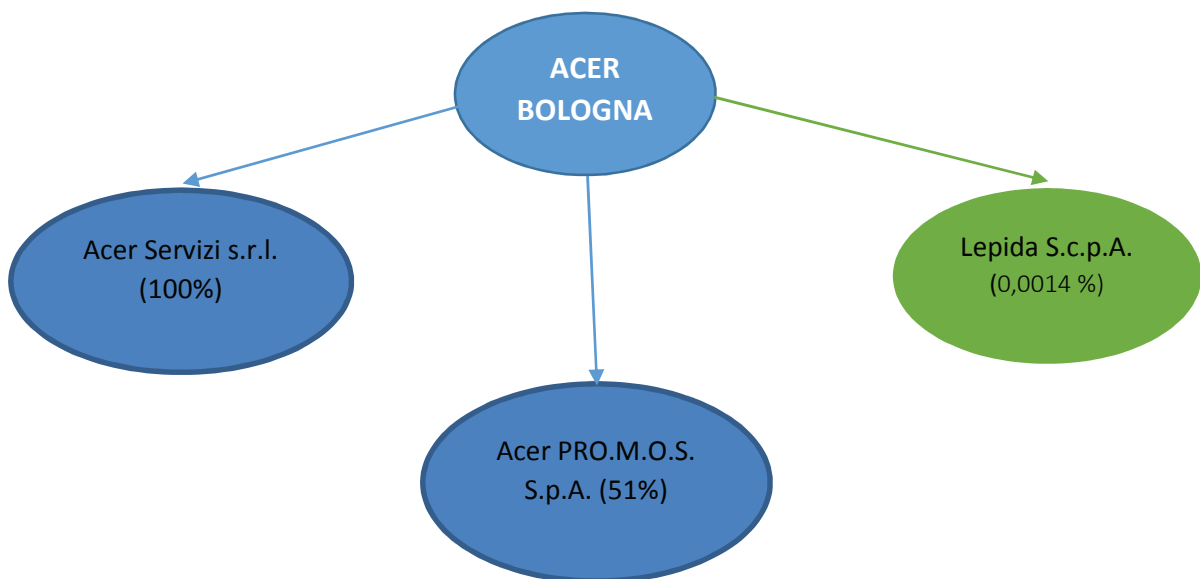 ACER
BOLOGNA
Acer Servizi s.r.l.
(100%)
Lepida S.c.p.A.
(0,0014 %)
Acer PRO.M.O.S.
S.p.A. (51%)